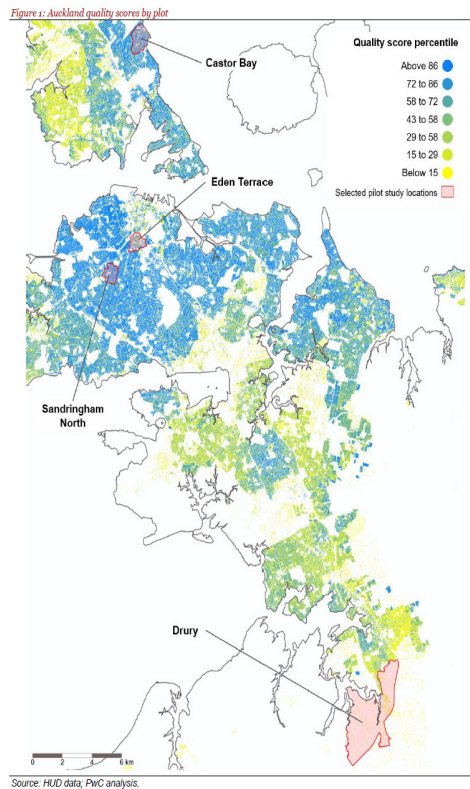 Figure 1: Auckland quality scores by plot
Quality score percentile
Above 86
72 to 86
58 to 72
43 to 58
29 to 58
15 to 29
Below 15
Selected pilot study locations
Castor Bay
Eden Terrace
Sandringham
North
Drury
0 2 4 6 km
Source: HUD data; PwC analysis.